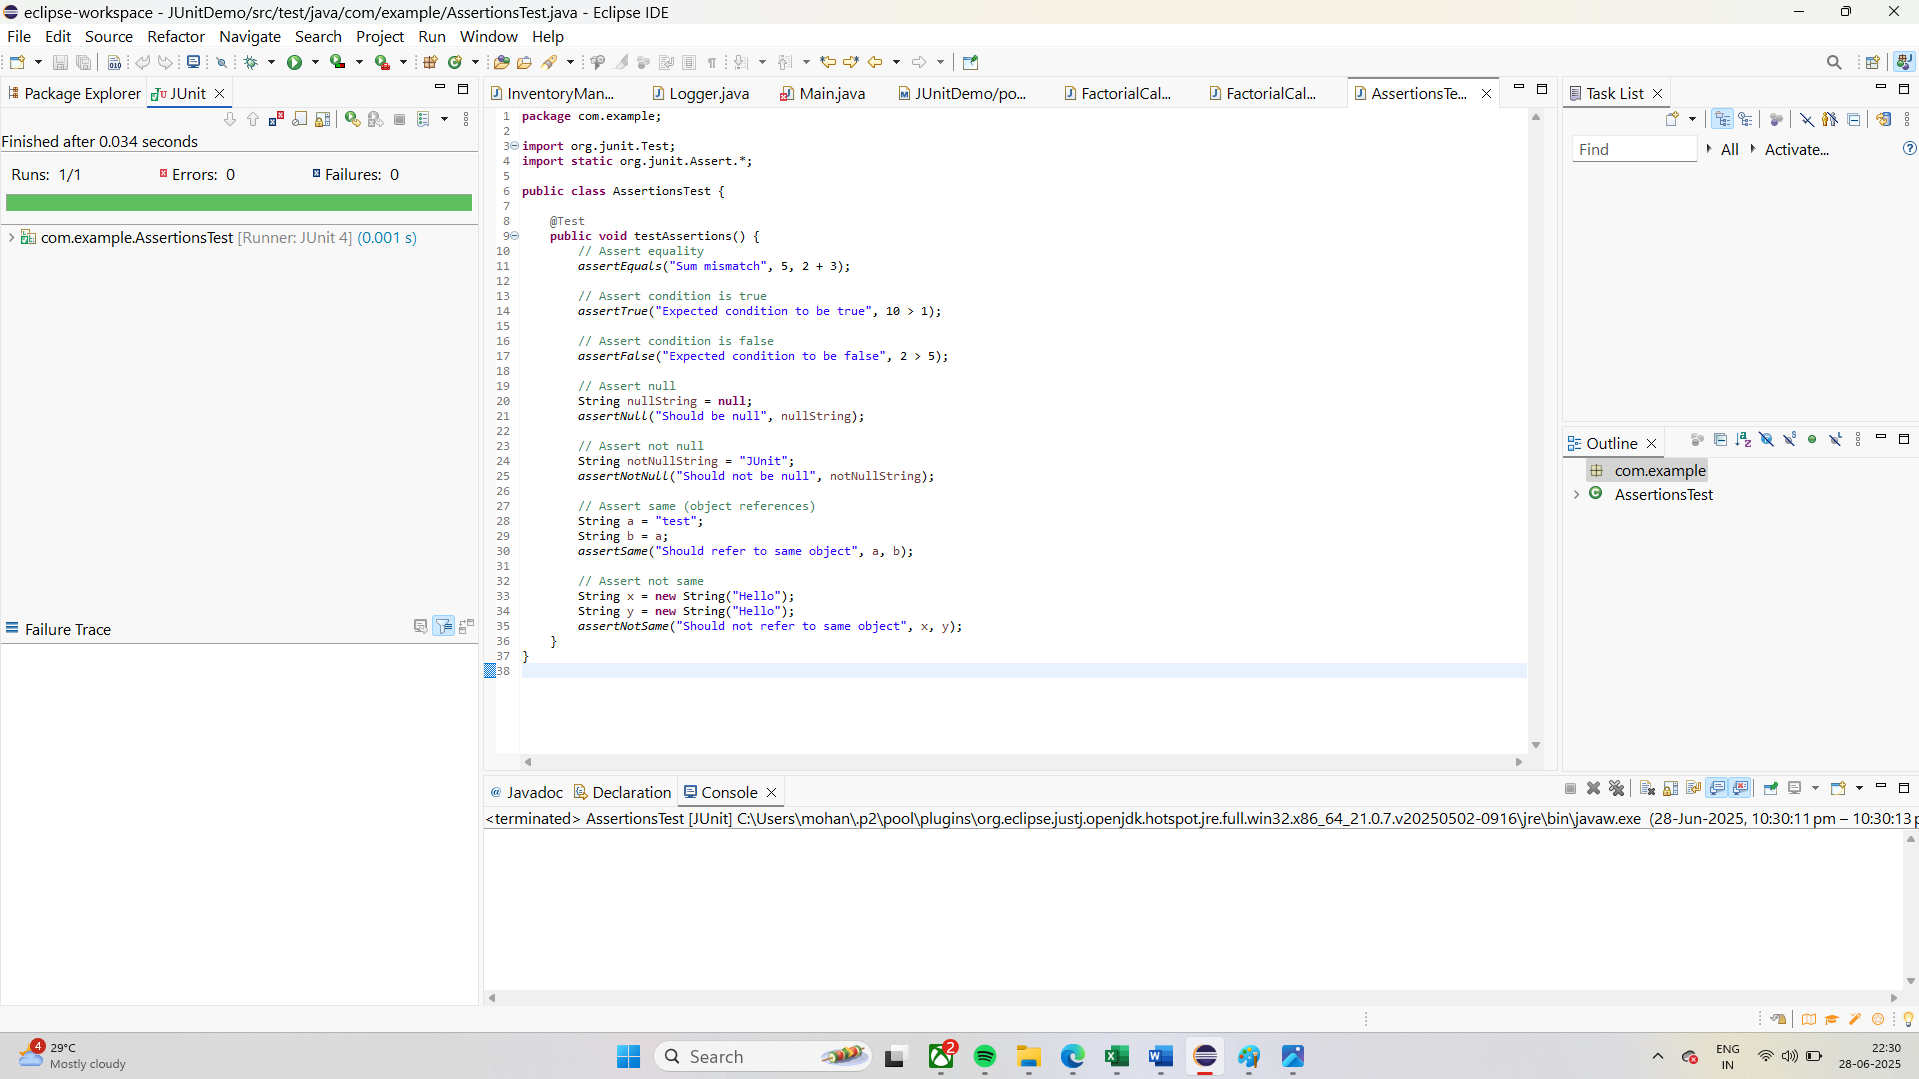 eclipse-workspace - JUnitDemo/src/test/java/com/example/AssertionsTest.java - Eclipse IDE
File Edit Source Refactor Navigate Search Project Run Window Help
Package Explorer JUnit
Finished after 0.034 seconds
Runs: 1/1 Errors: 0 Failures: 0
com.example.AssertionsTest [Runner: JUnit 4] (0.001 s)
Failure Trace
InventoryMan... Logger.java Main.java JUnitDemo/po... FactorialCal... FactorialCal... AssertionsTe...
1 package com.example;
2
3 import org.junit.Test;
4 import static org.junit.Assert.*;
5
6 public class AssertionsTest {
7
8 @Test
9 public void testAssertions() {
10 // Assert equality
11 assertEquals("Sum mismatch", 5, 2 + 3);
12
13 // Assert condition is true
14 assertTrue("Expected condition to be true", 10 > 1);
15
16 // Assert condition is false
17 assertFalse("Expected condition to be false", 2 > 5);
18
19 // Assert null
20 String nullString = null;
21 assertNull("Should be null", nullString);
22
23 // Assert not null
24 String notNullString = "JUnit";
25 assertNotNull("Should not be null", notNullString);
26
27 // Assert same (object references)
28 String a = "test";
29 String b = a;
30 assertSame("Should refer to same object", a, b);
31
32 // Assert not same
33 String x = new String("Hello");
34 String y = new String("Hello");
35 assertNotSame("Should not refer to same object", x, y);
36 }
37 }
38
Task List
Find All Activate...
Outline
com.example
AssertionsTest
@ Javadoc Declaration Console
<terminated> AssertionsTest [JUnit] C:\Users\mohan\.p2\pool\plugins\org.eclipse.justj.openjdk.hotspot.jre.full.win32.x86_64_21.0.7.v20250502-0916\jre\bin\javaw.exe (28-Jun-2025, 10:30:11 pm – 10:30:13 p
4
29°C
Mostly cloudy
Search
2
ENG
IN
22:30
28-06-2025